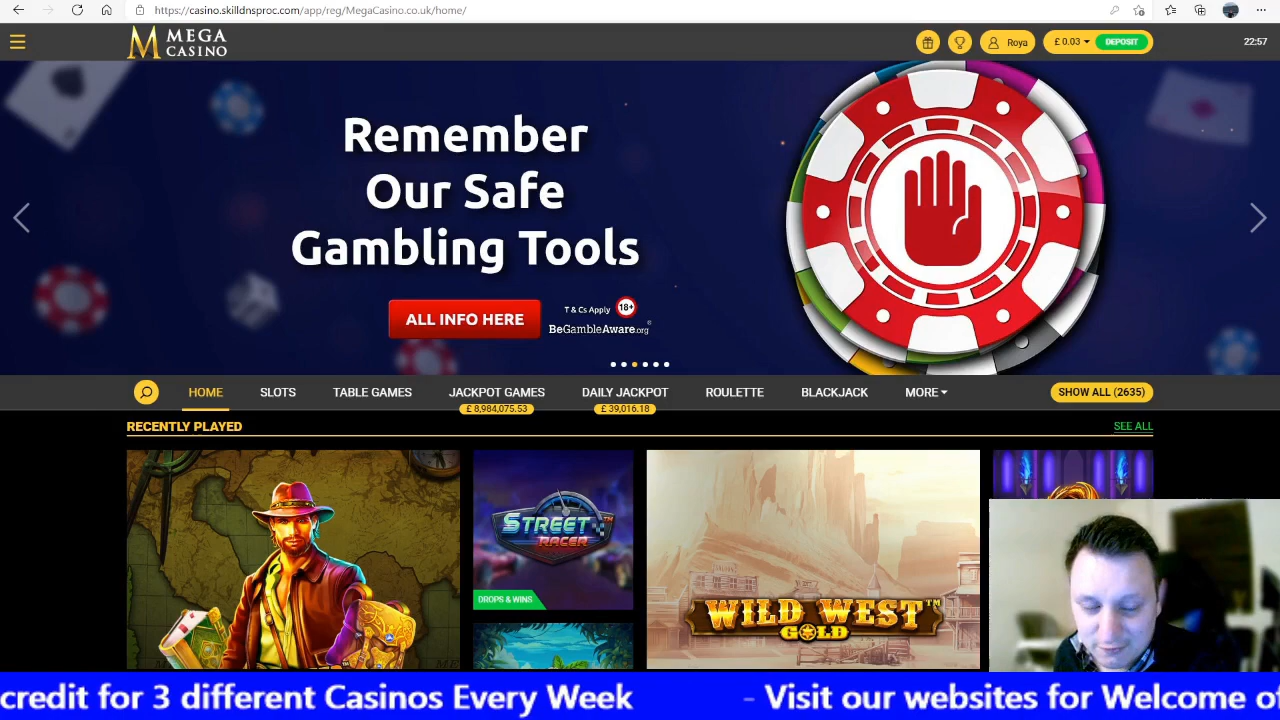 https://casino.skilldnsproc.com/app/reg/MegaCasino.co.uk/home/
MEGA
CASINO
Roya
£ 0.03
DEPOSIT
22:57
Remember
Our Safe
Gambling Tools
ALL INFO HERE
T & Cs Apply
18+
BeGambleAware.org®
HOME
SLOTS
TABLE GAMES
JACKPOT GAMES
£ 8,984,075.53
DAILY JACKPOT
£ 39,016.18
ROULETTE
BLACKJACK
MORE
SHOW ALL (2635)
RECENTLY PLAYED
SEE ALL
STREET
RACER™
DROPS & WINS
WILD WEST™
GOLD
credit for 3 different Casinos Every Week - Visit our websites for Welcome of